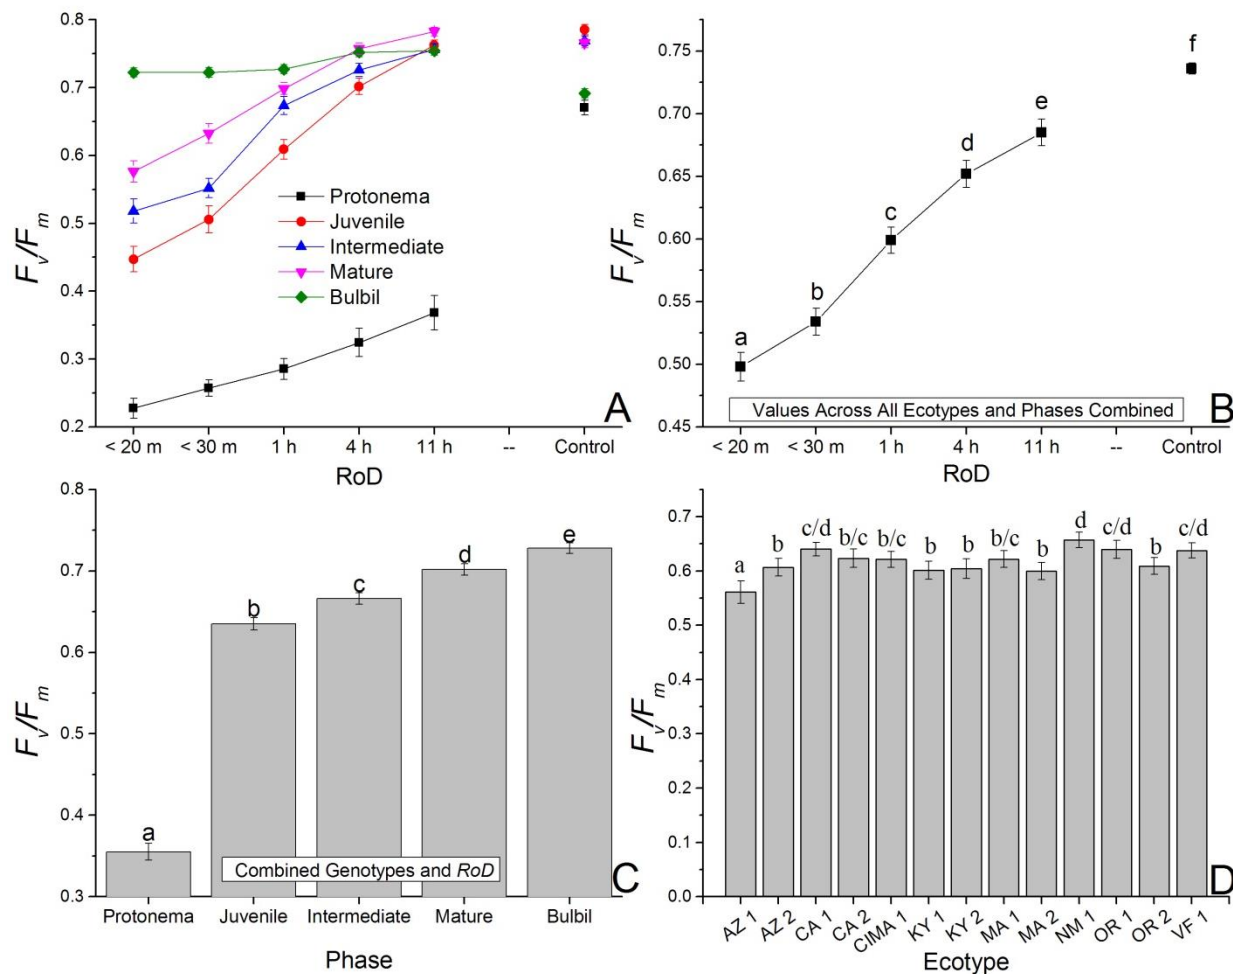 0.8
0.7
0.6
0.5
0.4
0.3
0.2
Fv/Fm
Protonema
Juvenile
Intermediate
Mature
Bulbil
A
< 20 m < 30 m 1 h 4 h 11 h -- Control
RoD
0.75
0.70
0.65
0.60
0.55
0.50
0.45
Fv/Fm
a b c d e f
Values Across All Ecotypes and Phases Combined
B
< 20 m < 30 m 1 h 4 h 11 h -- Control
RoD
0.8
0.7
0.6
0.5
0.4
0.3
Fv/Fm
a b c d e
Combined Genotypes and RoD
C
Protonema Juvenile Intermediate Mature Bulbil
Phase
0.7
0.6
0.5
0.4
0.3
0.2
0.1
0.0
Fv/Fm
a b c/d b/c b/c b b b/c b d c/d b c/d
D
AZ 1 AZ 2 CA 1 CA 2 CIMA 1 KY 1 KY 2 MA 1 MA 2 NM 1 OR 1 OR 2 VF 1
Ecotype